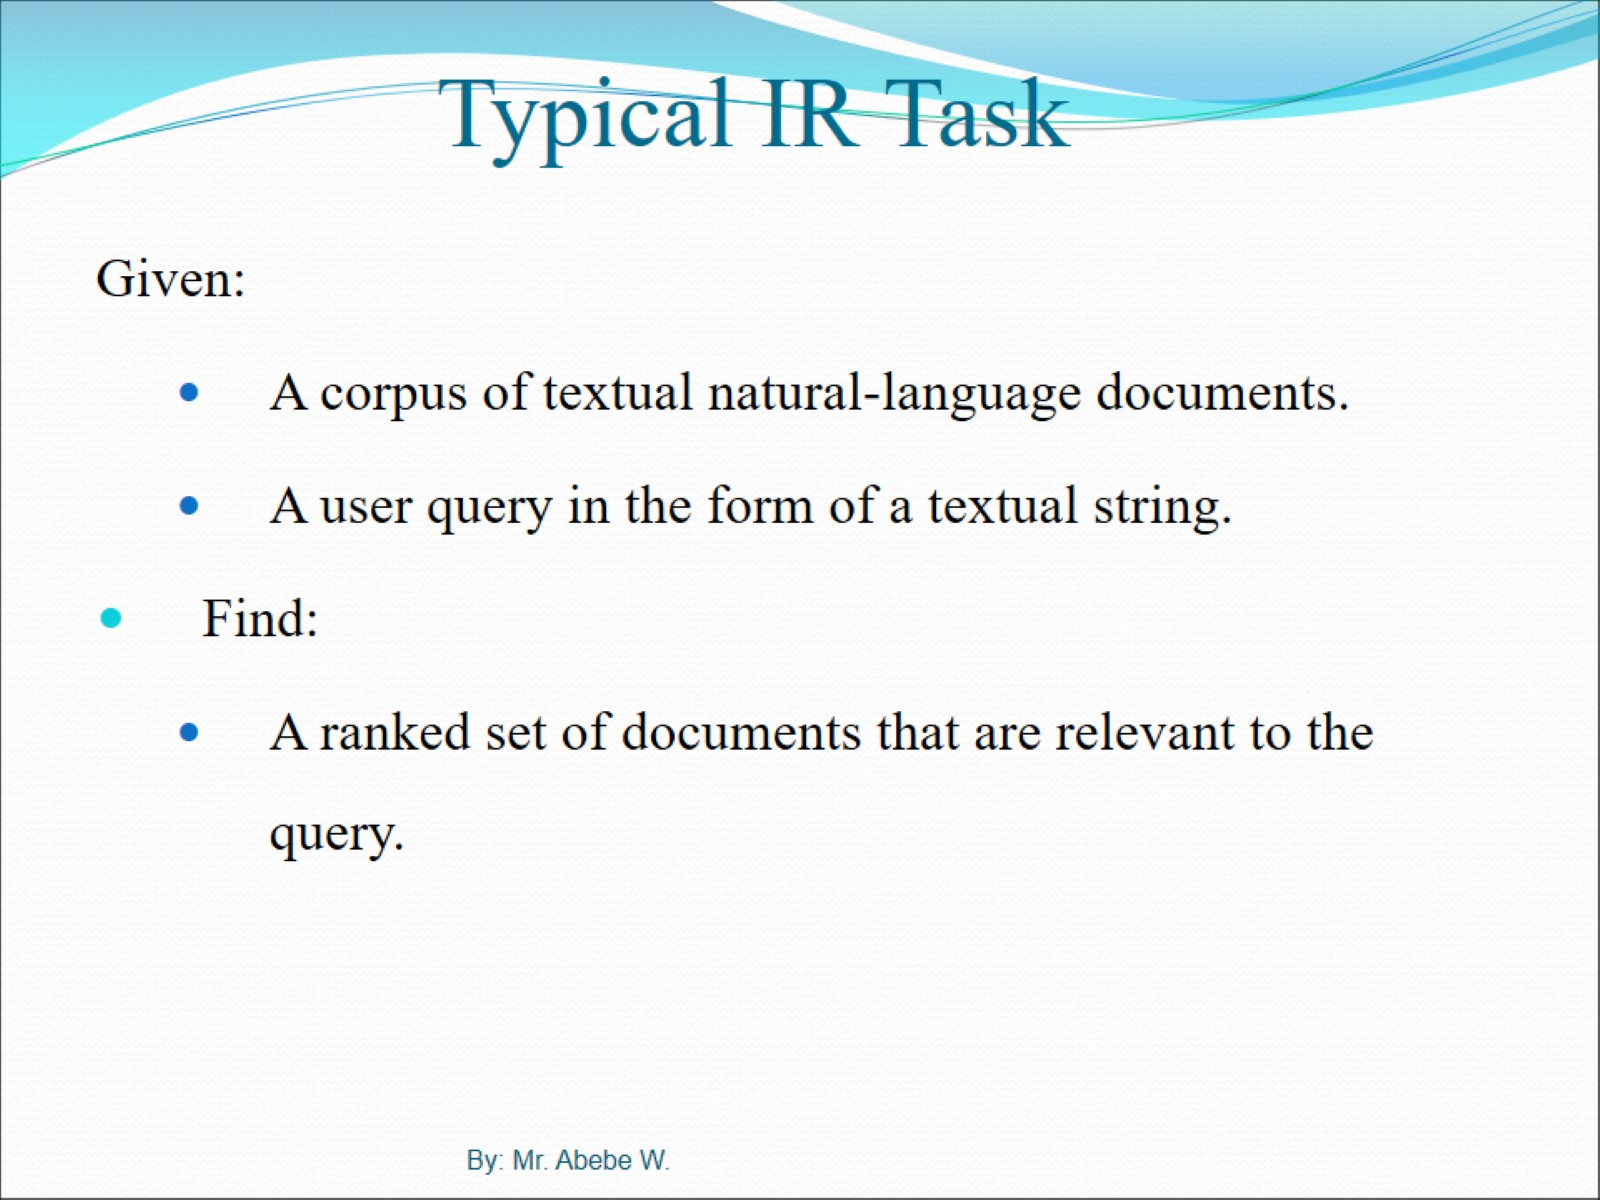 Typical IR Task
Given:
• A corpus of textual natural-language documents.
• A user query in the form of a textual string.
• Find:
• A ranked set of documents that are relevant to the
query.
By: Mr. Abebe W.